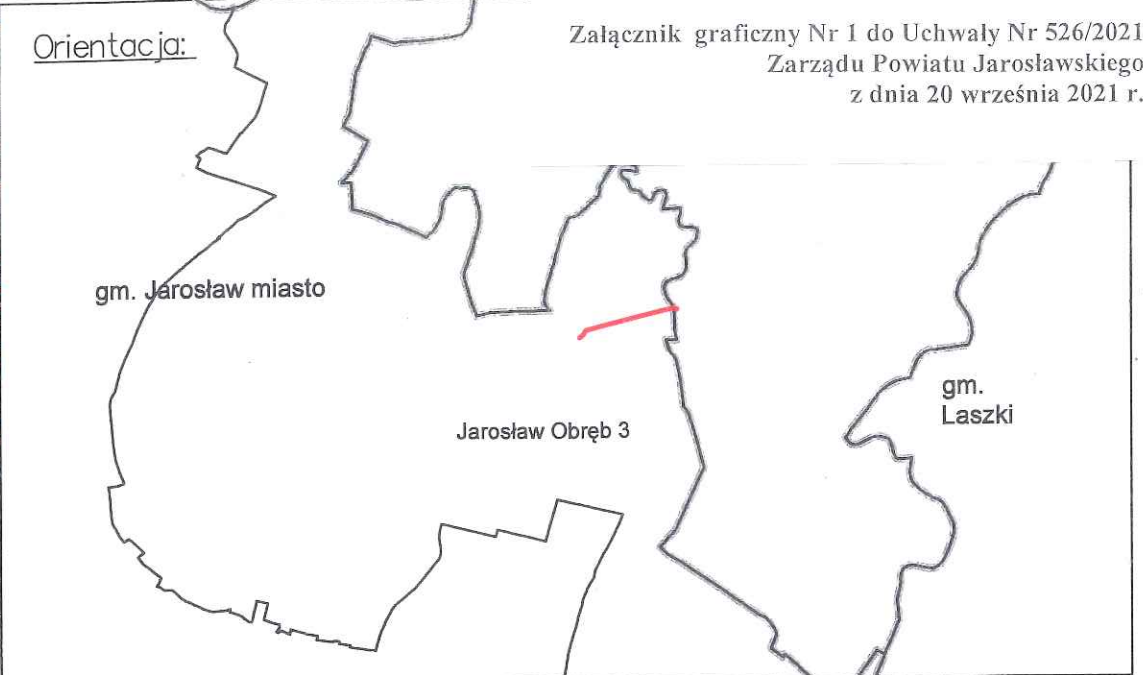 Orientacja:
Załącznik graficzny Nr 1 do Uchwały Nr 526/2021
Zarządu Powiatu Jarosławskiego
z dnia 20 września 2021 r.
gm. Jarosław miasto
Jarosław Obręb 3
gm.
Laszki